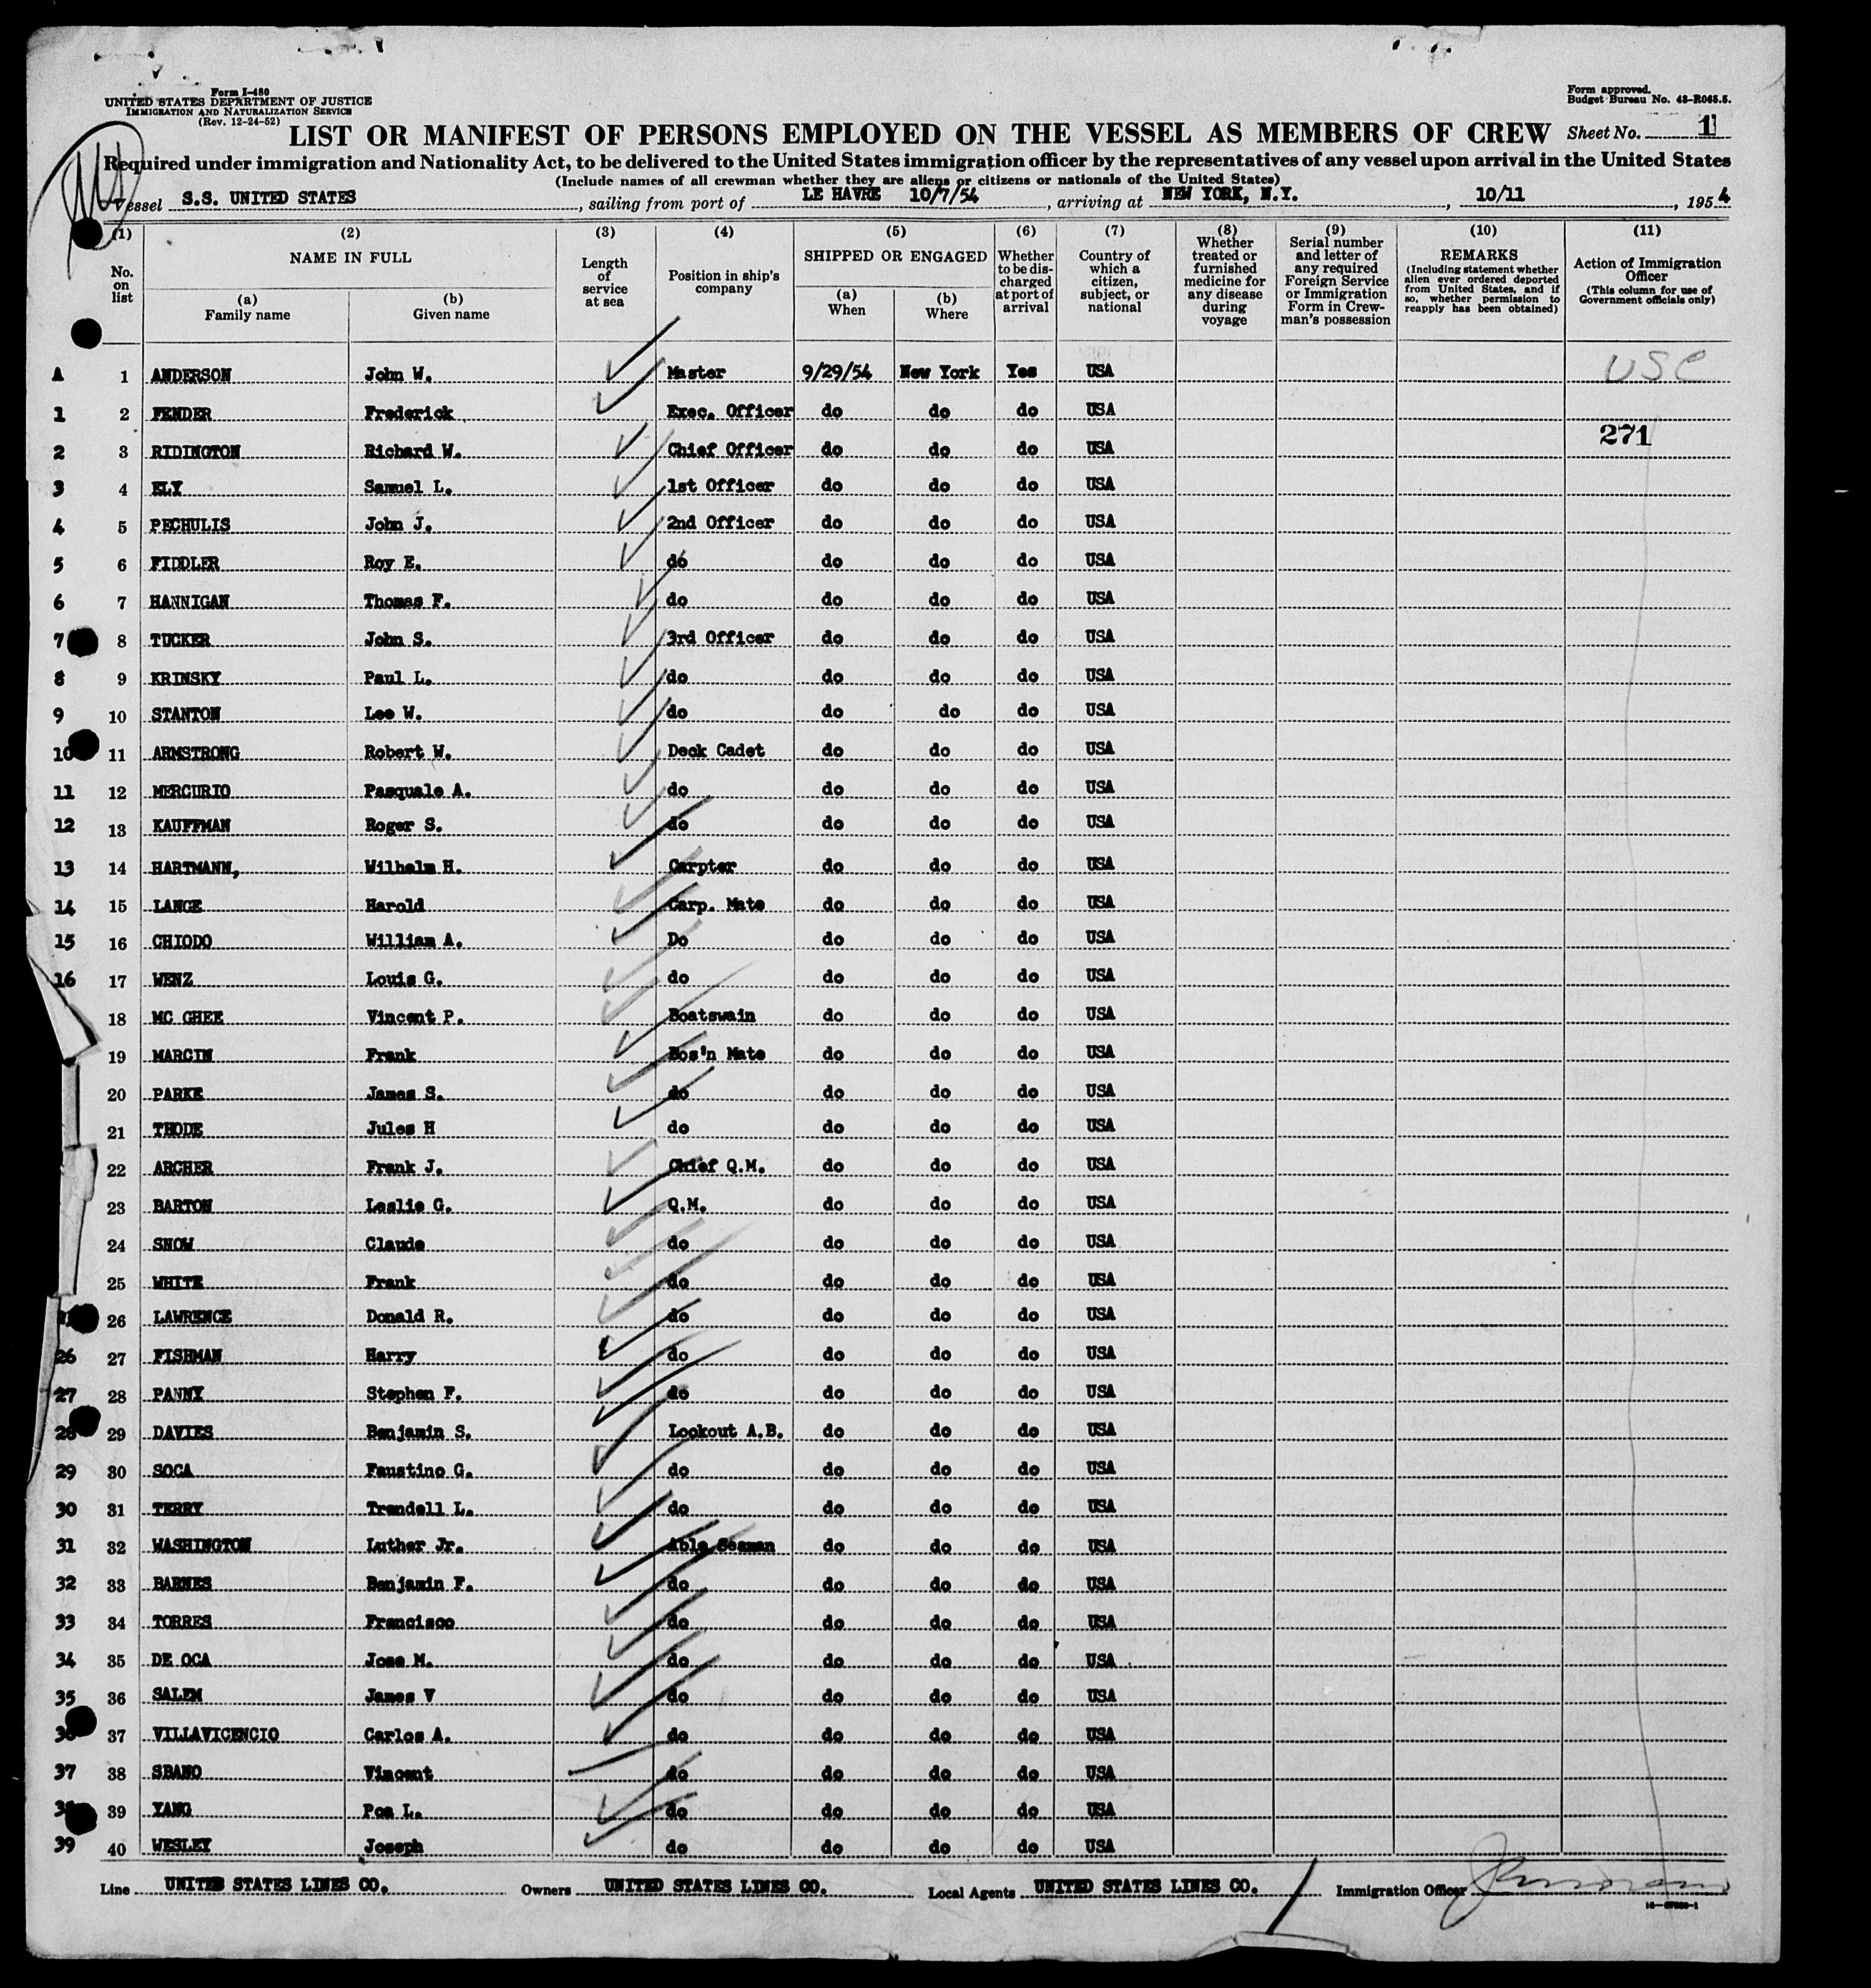 Form I-480
UNITED STATES DEPARTMENT OF JUSTICE
IMMIGRATION AND NATURALIZATION SERVICE
(Rev. 12-24-52)
Form approved.
Budget Bureau No. 43-R065.5.
LIST OR MANIFEST OF PERSONS EMPLOYED ON THE VESSEL AS MEMBERS OF CREW Sheet No. 1
Required under immigration and Nationality Act, to be delivered to the United States immigration officer by the representatives of any vessel upon arrival in the United States
(Include names of all crewman whether they are aliens or citizens or nationals of the United States)
Vessel S.S. UNITED STATES, sailing from port of LE HAVRE 10/7/54, arriving at NEW YORK, N.Y., 10/11, 1954
(1) No. on list (2) NAME IN FULL (a) Family name (b) Given name (3) Length of service at sea (4) Position in ship's company (5) SHIPPED OR ENGAGED (a) When (b) Where (6) Whether to be discharged at port of arrival (7) Country of which a citizen, subject, or national (8) Whether treated or furnished medicine for any disease during voyage (9) Serial number and letter of any required Foreign Service or Immigration Form in Crewman's possession (10) REMARKS (Including statement whether alien ever ordered deported from United States, and if so, whether permission to reapply has been obtained) (11) Action of Immigration Officer (This column for use of Government officials only)
A 1 ANDERSON John W. Master 9/29/54 New York Yes USA USC
1 2 FENDER Frederick Exec. Officer do do do USA
271
2 3 RIDINGTON Richard W. Chief Officer do do do USA
3 4 ELY Samuel L. 1st Officer do do do USA
4 5 PECHULIS John J. 2nd Officer do do do USA
5 6 FIDDLER Roy E. do do do do USA
6 7 HANNIGAN Thomas F. do do do do USA
7 8 TUCKER John S. 3rd Officer do do do USA
8 9 KRINSKY Paul L. do do do do USA
9 10 STANTON Lee W. do do do do USA
10 11 ARMSTRONG Robert W. Deck Cadet do do do USA
11 12 MERCURIO Pasquale A. do do do do USA
12 13 KAUFFMAN Roger S. do do do do USA
13 14 HARTMANN, Wilhelm H. Carpter do do do USA
14 15 LANGE Harold Carp. Mate do do do USA
15 16 CHIODO William A. Do do do do USA
16 17 WENZ Louis G. do do do do USA
18 MC GHEE Vincent P. Boatswain do do do USA
19 MARCIN Frank Bos'n Mate do do do USA
20 PARKE James S. do do do do USA
21 THODE Jules H do do do do USA
22 ARCHER Frank J. Chief Q.M. do do do USA
23 BARTON Leslie G. Q.M. do do do USA
24 SNOW Claude do do do do USA
25 WHITE Frank do do do do USA
26 LAWRENCE Donald R. do do do do USA
26 27 FISHMAN Harry do do do do USA
27 28 PANNY Stephen F. do do do do USA
28 29 DAVIES Benjamin S. Lookout A.B. do do do USA
29 30 SOCA Faustino G. do do do do USA
30 31 TERRY Trendell L. do do do do USA
31 32 WASHINGTON Luther Jr. Able Seaman do do do USA
32 33 BARNES Benjamin F. do do do do USA
33 34 TORRES Francisco do do do do USA
34 35 DE OCA Jose M. do do do do USA
35 36 SALEM James V do do do do USA
36 37 VILLAVICENCIO Carlos A. do do do do USA
37 38 SBANO Vincent do do do do USA
38 39 YANG Poa L. do do do do USA
39 40 WESLEY Joseph do do do do USA
Line UNITED STATES LINES CO. Owners UNITED STATES LINES CO. Local Agents UNITED STATES LINES CO. Immigration Officer